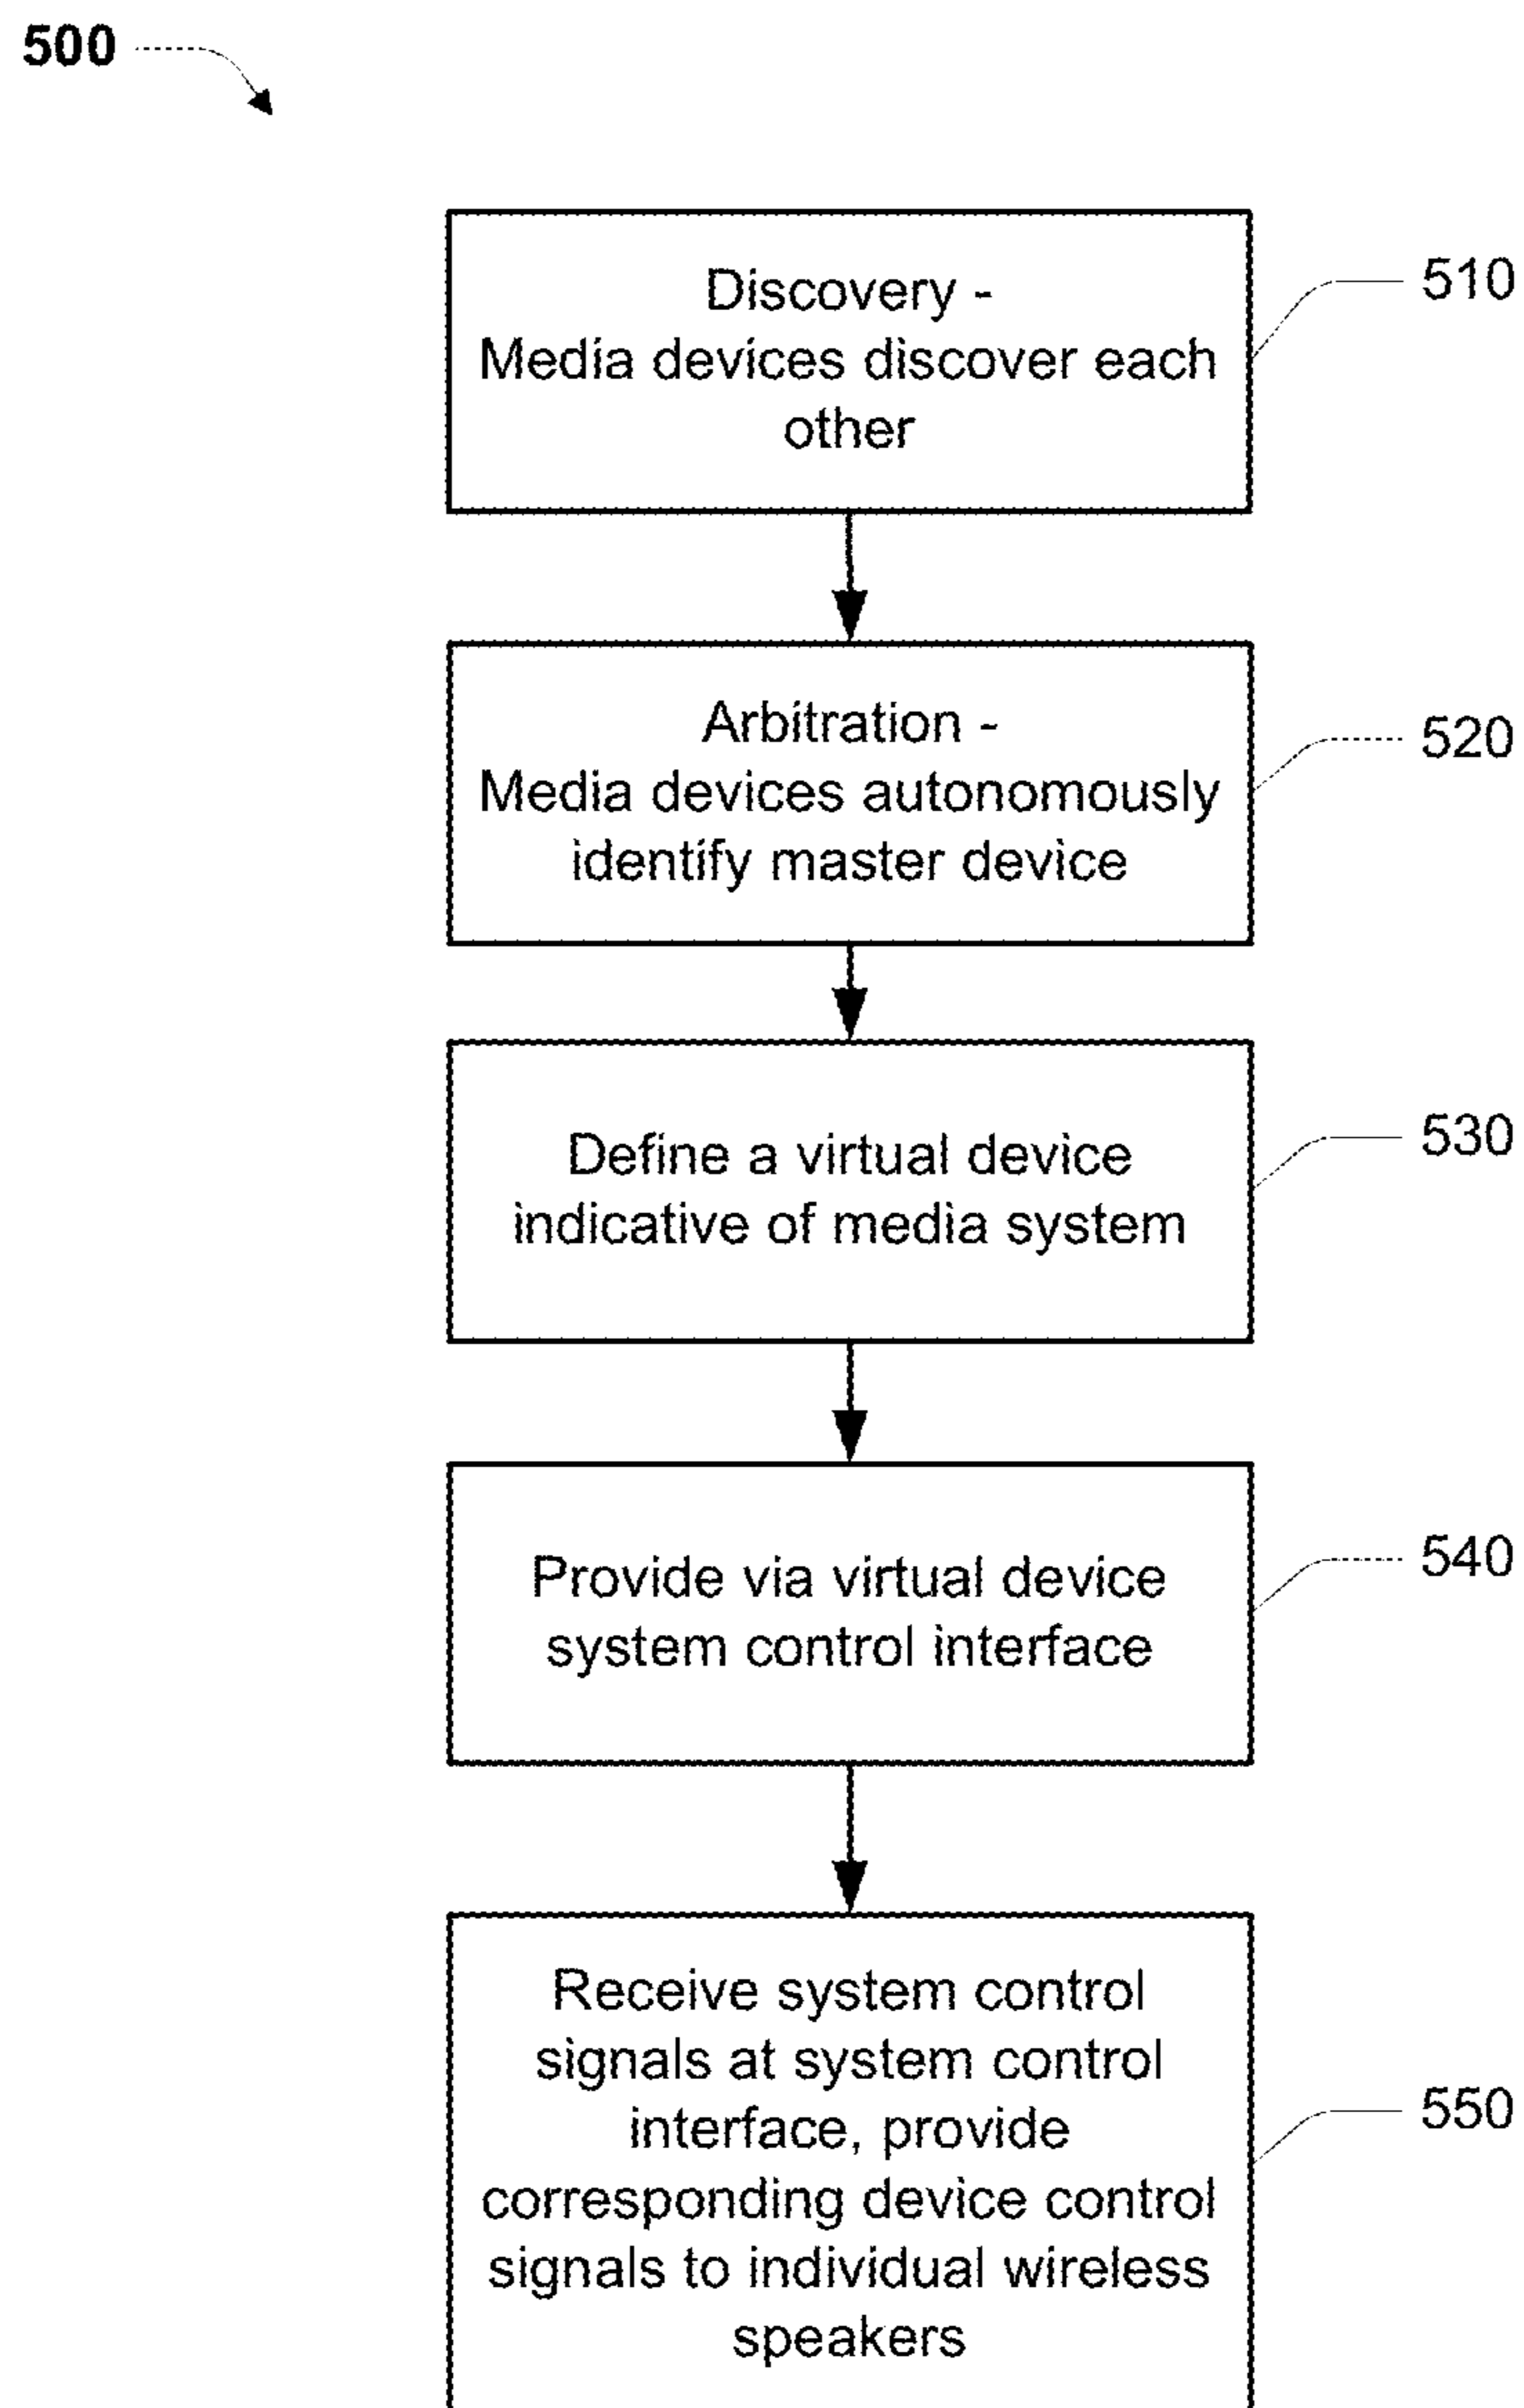 500
Discovery -
Media devices discover each
other
510
Arbitration -
Media devices autonomously
identify master device
520
Define a virtual device
indicative of media system
530
Provide via virtual device
system control interface
540
Receive system control
signals at system control
interface, provide
corresponding device control
signals to individual wireless
speakers
550